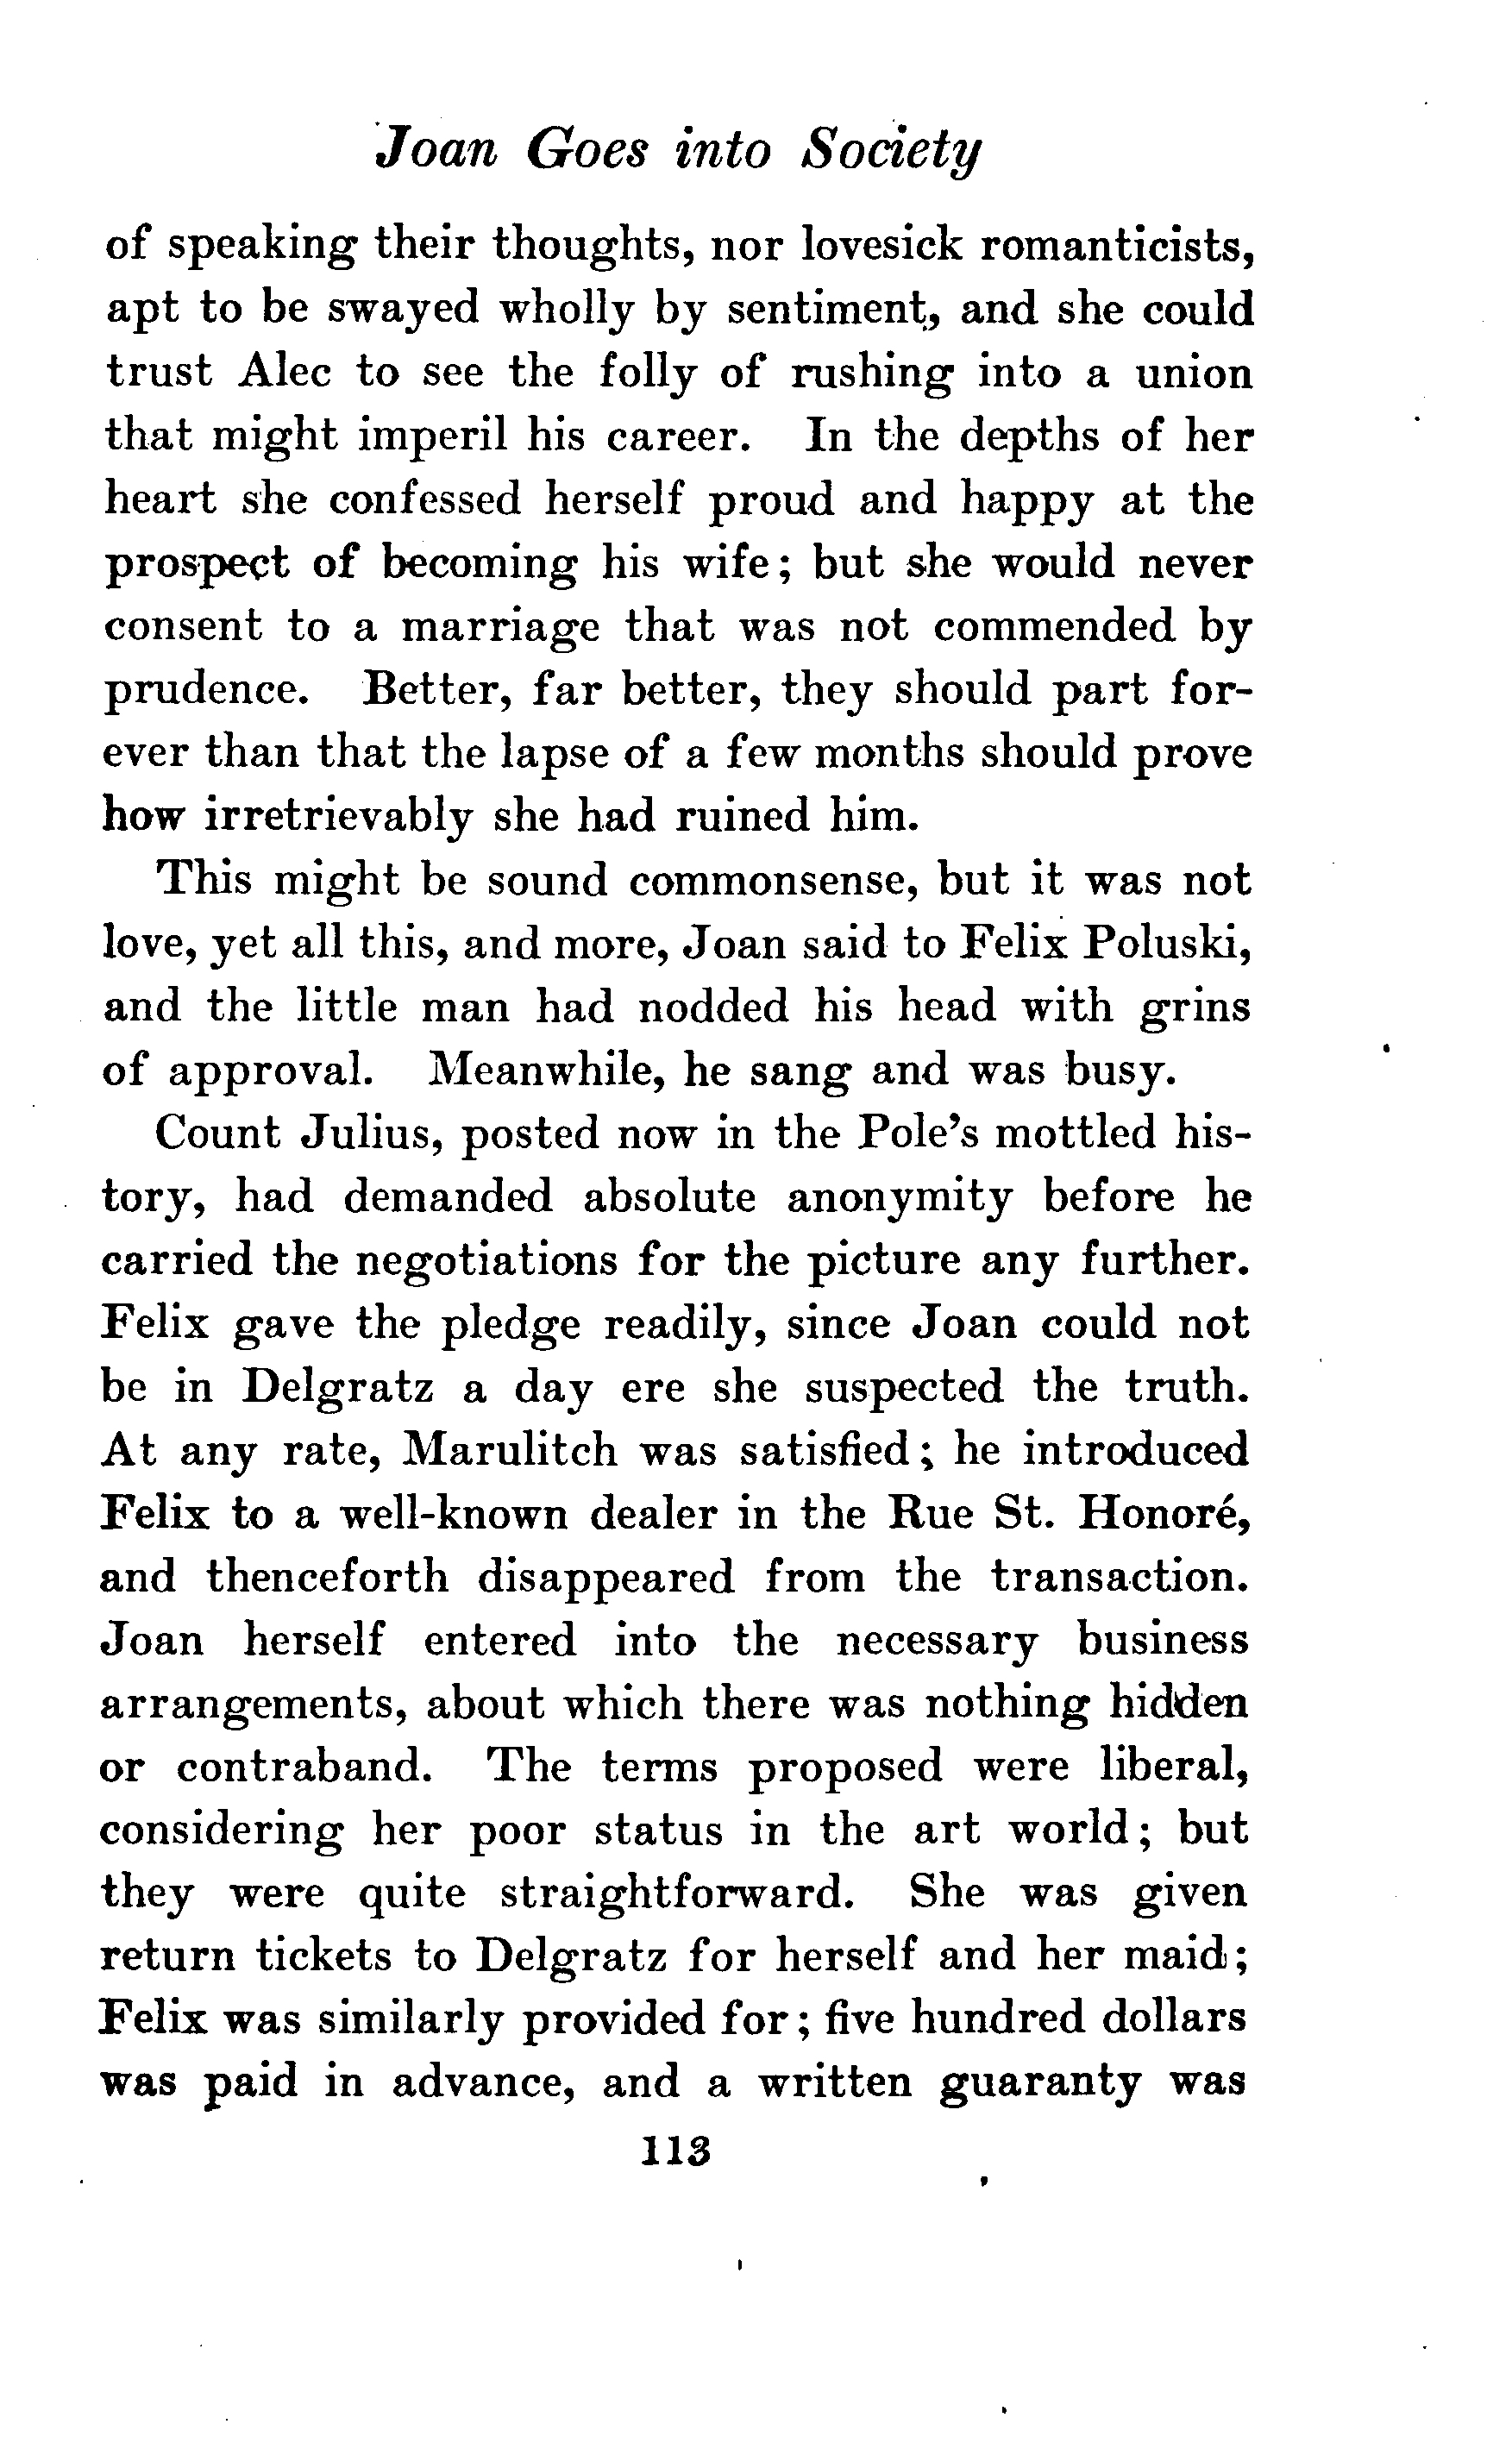 Joan Goes into Society
of speaking their thoughts, nor lovesick romanticists,
apt to be swayed wholly by sentiment, and she could
trust Alec to see the folly of rushing into a union
that might imperil his career. In the depths of her
heart she confessed herself proud and happy at the
prospect of becoming his wife; but she would never
consent to a marriage that was not commended by
prudence. Better, far better, they should part for-
ever than that the lapse of a few months should prove
how irretrievably she had ruined him.
This might be sound commonsense, but it was not
love, yet all this, and more, Joan said to Felix Poluski,
and the little man had nodded his head with grins
of approval. Meanwhile, he sang and was busy.
Count Julius, posted now in the Pole's mottled his-
tory, had demanded absolute anonymity before he
carried the negotiations for the picture any further.
Felix gave the pledge readily, since Joan could not
be in Delgratz a day ere she suspected the truth.
At any rate, Marulitch was satisfied; he introduced
Felix to a well-known dealer in the Rue St. Honoré,
and thenceforth disappeared from the transaction.
Joan herself entered into the necessary business
arrangements, about which there was nothing hidden
or contraband. The terms proposed were liberal,
considering her poor status in the art world; but
they were quite straightforward. She was given
return tickets to Delgratz for herself and her maid;
Felix was similarly provided for; five hundred dollars
was paid in advance, and a written guaranty was
113